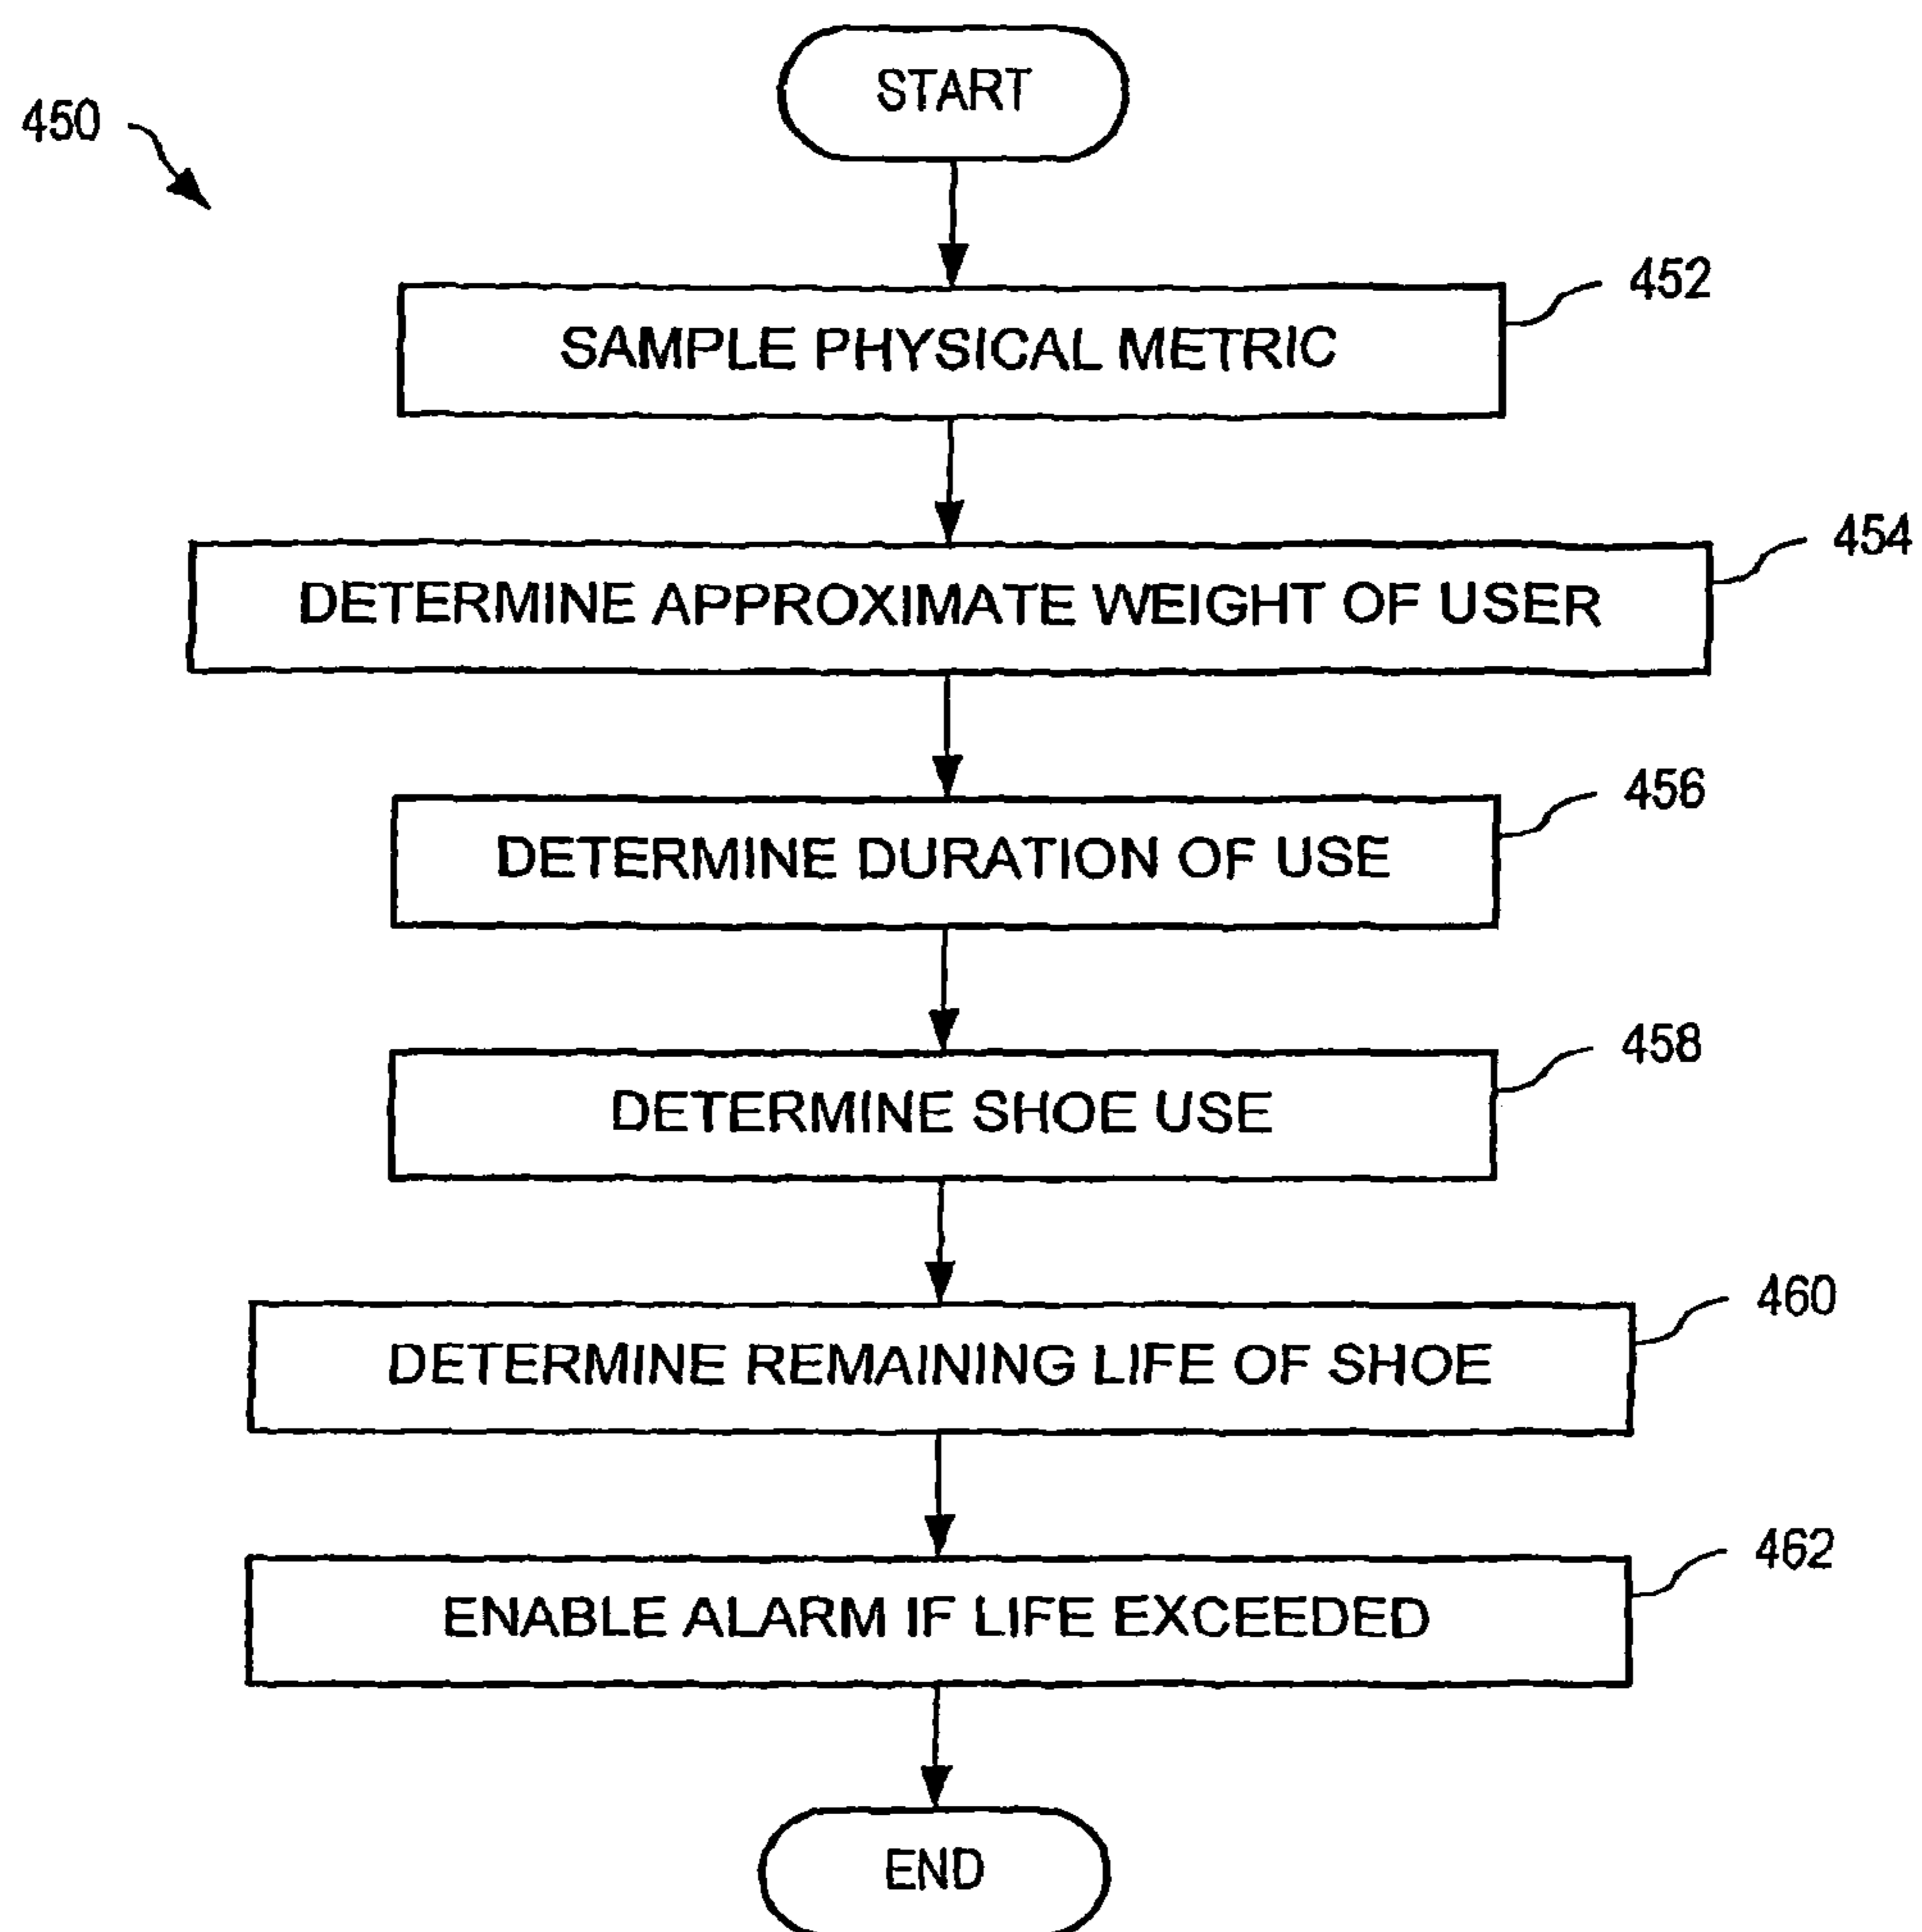 START
450
452
SAMPLE PHYSICAL METRIC
454
DETERMINE APPROXIMATE WEIGHT OF USER
456
DETERMINE DURATION OF USE
458
DETERMINE SHOE USE
460
DETERMINE REMAINING LIFE OF SHOE
462
ENABLE ALARM IF LIFE EXCEEDED
END